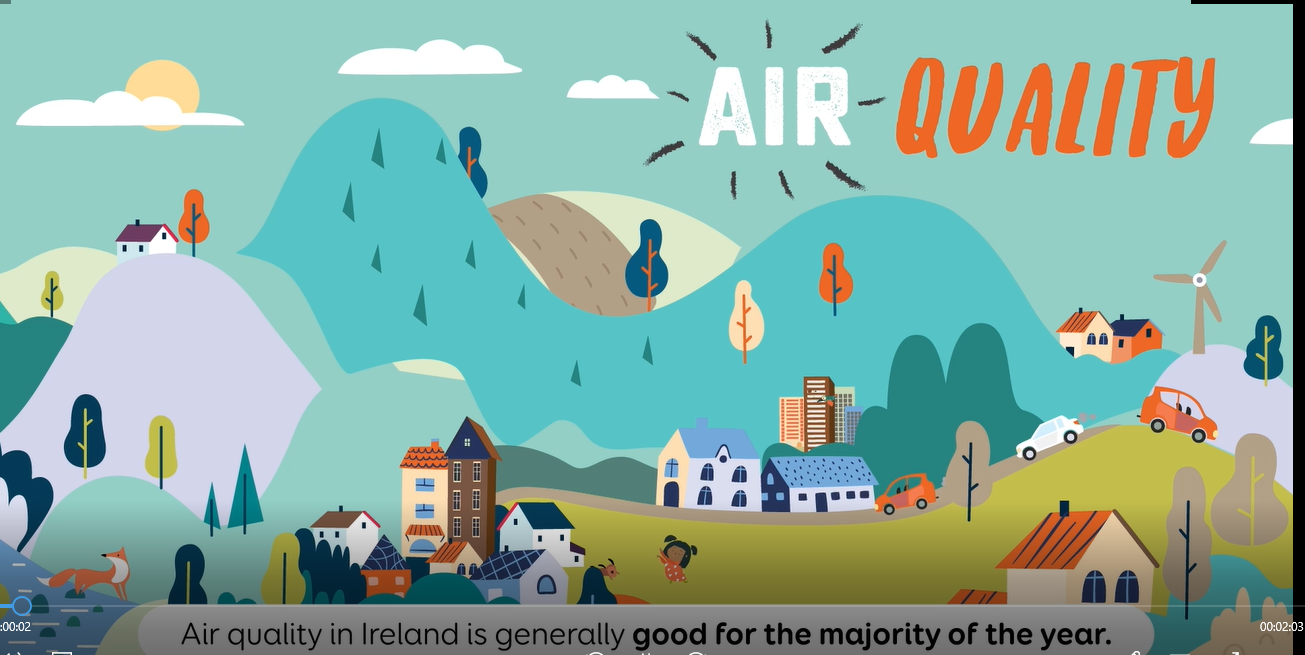 AIR QUALITY
:00:02
00:02:03
Air quality in Ireland is generally good for the majority of the year.